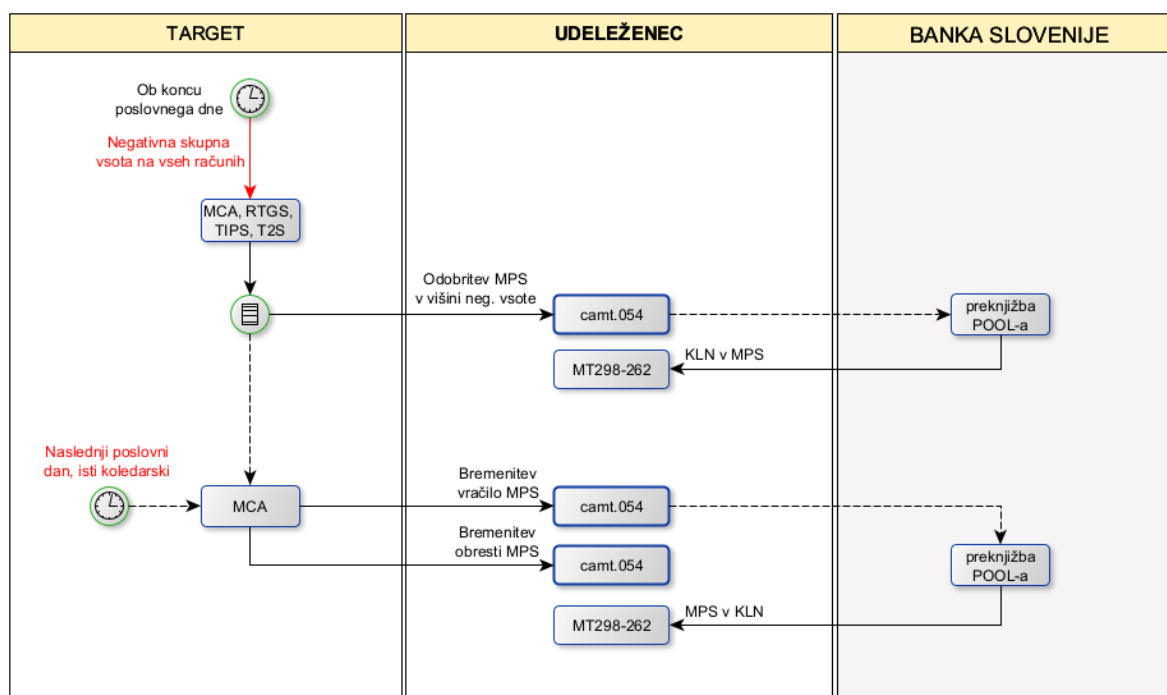 TARGET
UDELEŽENEC
BANKA SLOVENIJE
Ob koncu
poslovnega dne
Negativna skupna
vsota na vseh računih
MCA, RTGS,
TIPS, T2S
Odobritev MPS
v višini neg. vsote
camt.054
preknjižba
POOL-a
KLN v MPS
MT298-262
Naslednji poslovni
dan, isti koledarski
MCA
Bremenitev
vračilo MPS
camt.054
Bremenitev
obresti MPS
camt.054
preknjižba
POOL-a
MPS v KLN
MT298-262